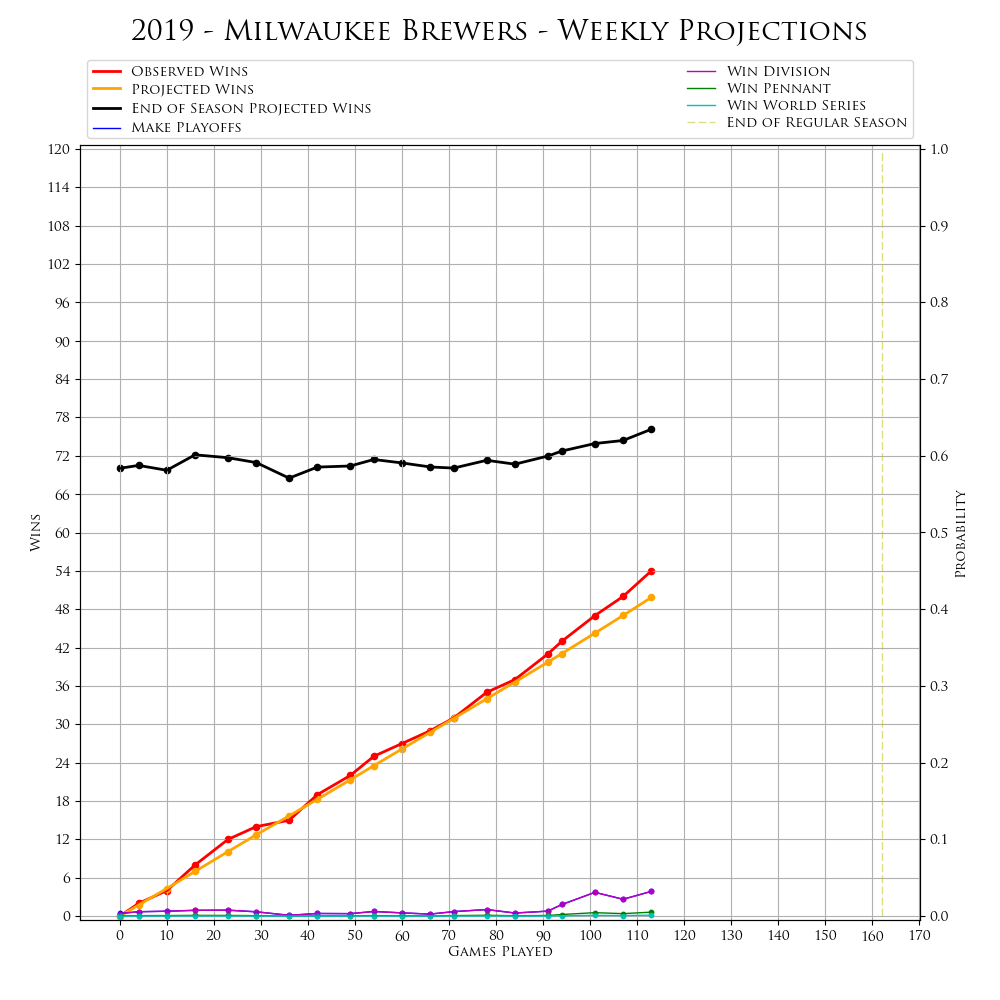 2019 - Milwaukee Brewers - Weekly Projections
Observed Wins
Projected Wins
End of Season Projected Wins
Make Playoffs
Win Division
Win Pennant
Win World Series
End of Regular Season
120
114
108
102
96
90
84
78
72
66
60
54
48
42
36
30
24
18
12
6
0
Wins
1.0
0.9
0.8
0.7
0.6
0.5
0.4
0.3
0.2
0.1
0.0
Probability
0 10 20 30 40 50 60 70 80 90 100 110 120 130 140 150 160 170
Games Played